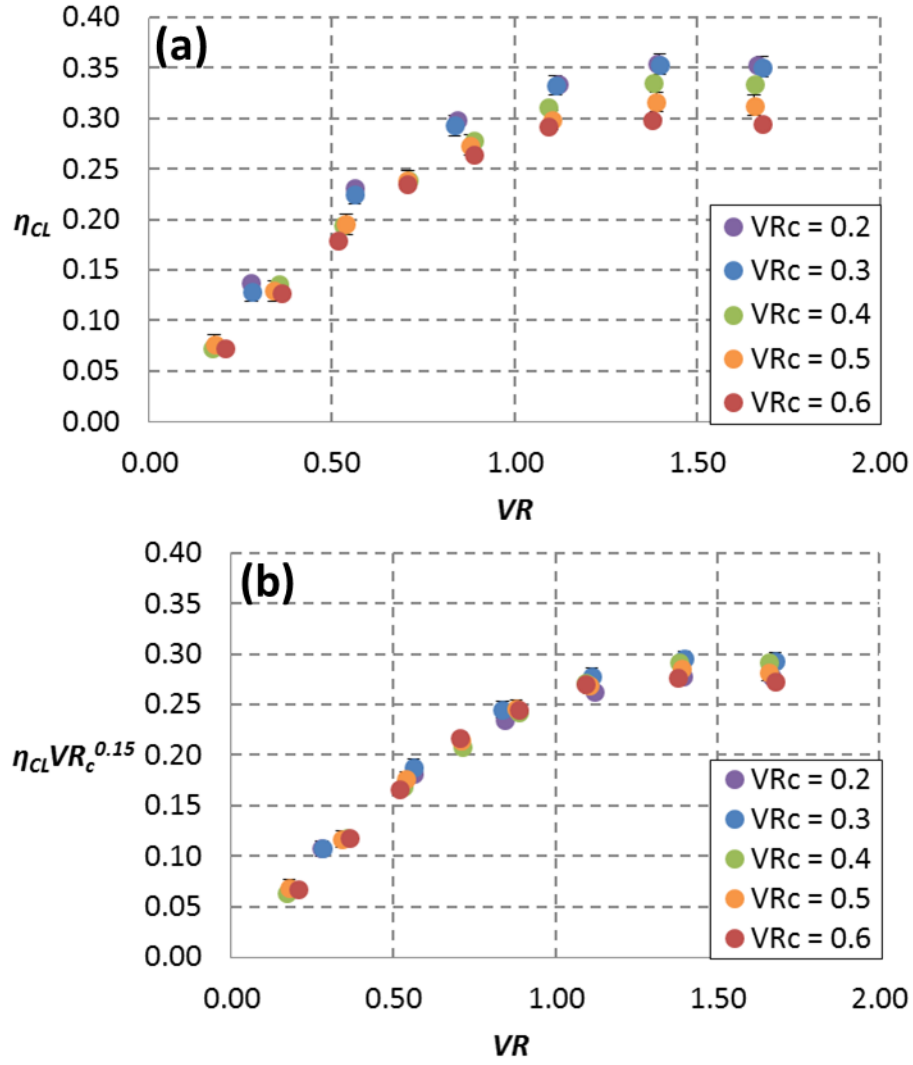 (a)
0.40
0.35
0.30
0.25
0.20
0.15
0.10
0.05
0.00
η_CL
0.00 0.50 1.00 1.50 2.00
VR
VRc = 0.2
VRc = 0.3
VRc = 0.4
VRc = 0.5
VRc = 0.6
(b)
0.40
0.35
0.30
0.25
0.20
0.15
0.10
0.05
0.00
η_CL VR_c^0.15
0.00 0.50 1.00 1.50 2.00
VR
VRc = 0.2
VRc = 0.3
VRc = 0.4
VRc = 0.5
VRc = 0.6